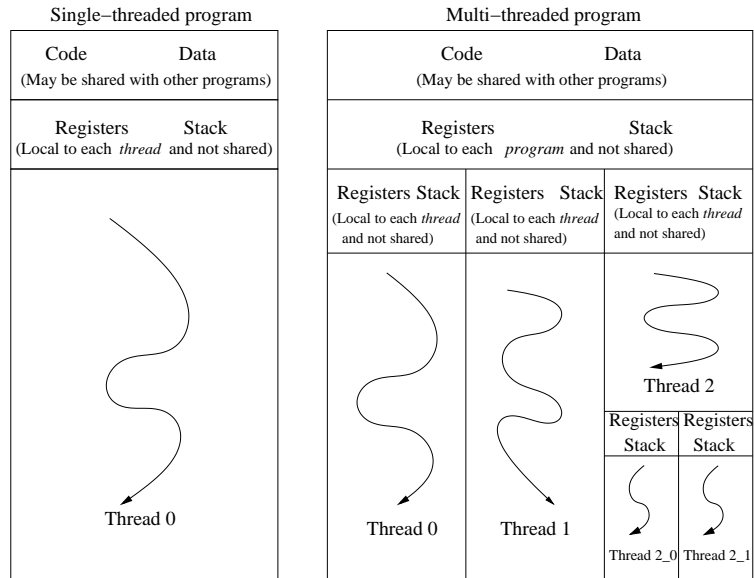 Single−threaded program
Code Data
(May be shared with other programs)
Registers Stack
(Local to each thread and not shared)
Thread 0
Multi−threaded program
Code Data
(May be shared with other programs)
Registers Stack
(Local to each program and not shared)
Registers Stack
(Local to each thread
and not shared)
Thread 0
Registers Stack
(Local to each thread
and not shared)
Thread 1
Registers Stack
(Local to each thread
and not shared)
Thread 2
Registers
Stack
Thread 2_0
Registers
Stack
Thread 2_1